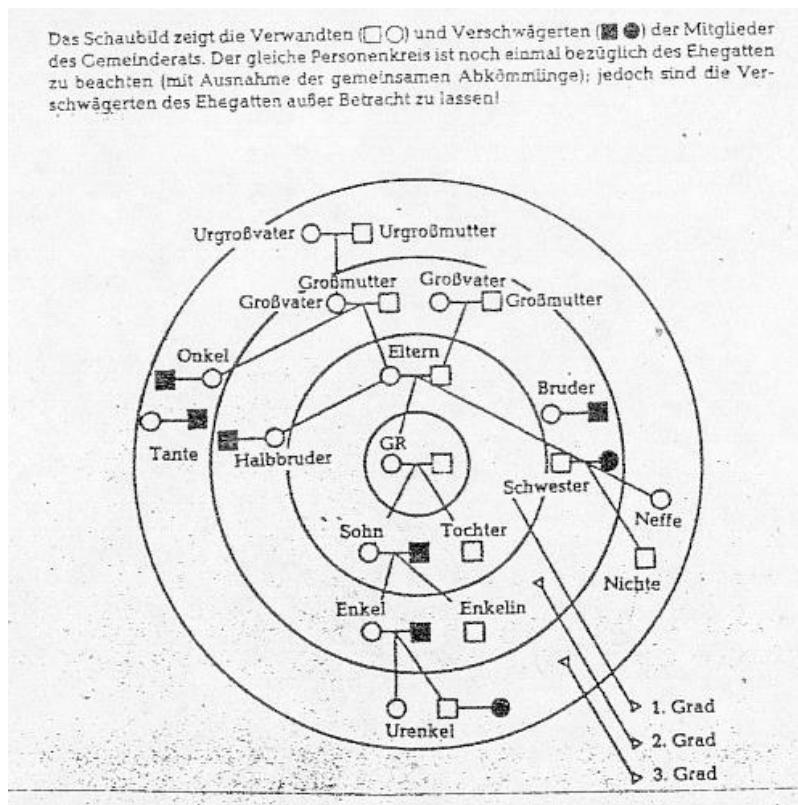 Das Schaubild zeigt die Verwandten (□ ○) und Verschwägerten (■ ●) der Mitglieder
des Gemeinderats. Der gleiche Personenkreis ist noch einmal bezüglich des Ehegatten
zu beachten (mit Ausnahme der gemeinsamen Abkömmlinge); jedoch sind die Ver-
schwägerten des Ehegatten außer Betracht zu lassen!
Urgroßvater Urgroßmutter
Großmutter Großvater
Großvater Großmutter
Eltern
Onkel
Bruder
Tante
Halbbruder
GR
Schwester
Neffe
Sohn Tochter
Nichte
Enkel Enkelin
1. Grad
Urenkel
2. Grad
3. Grad